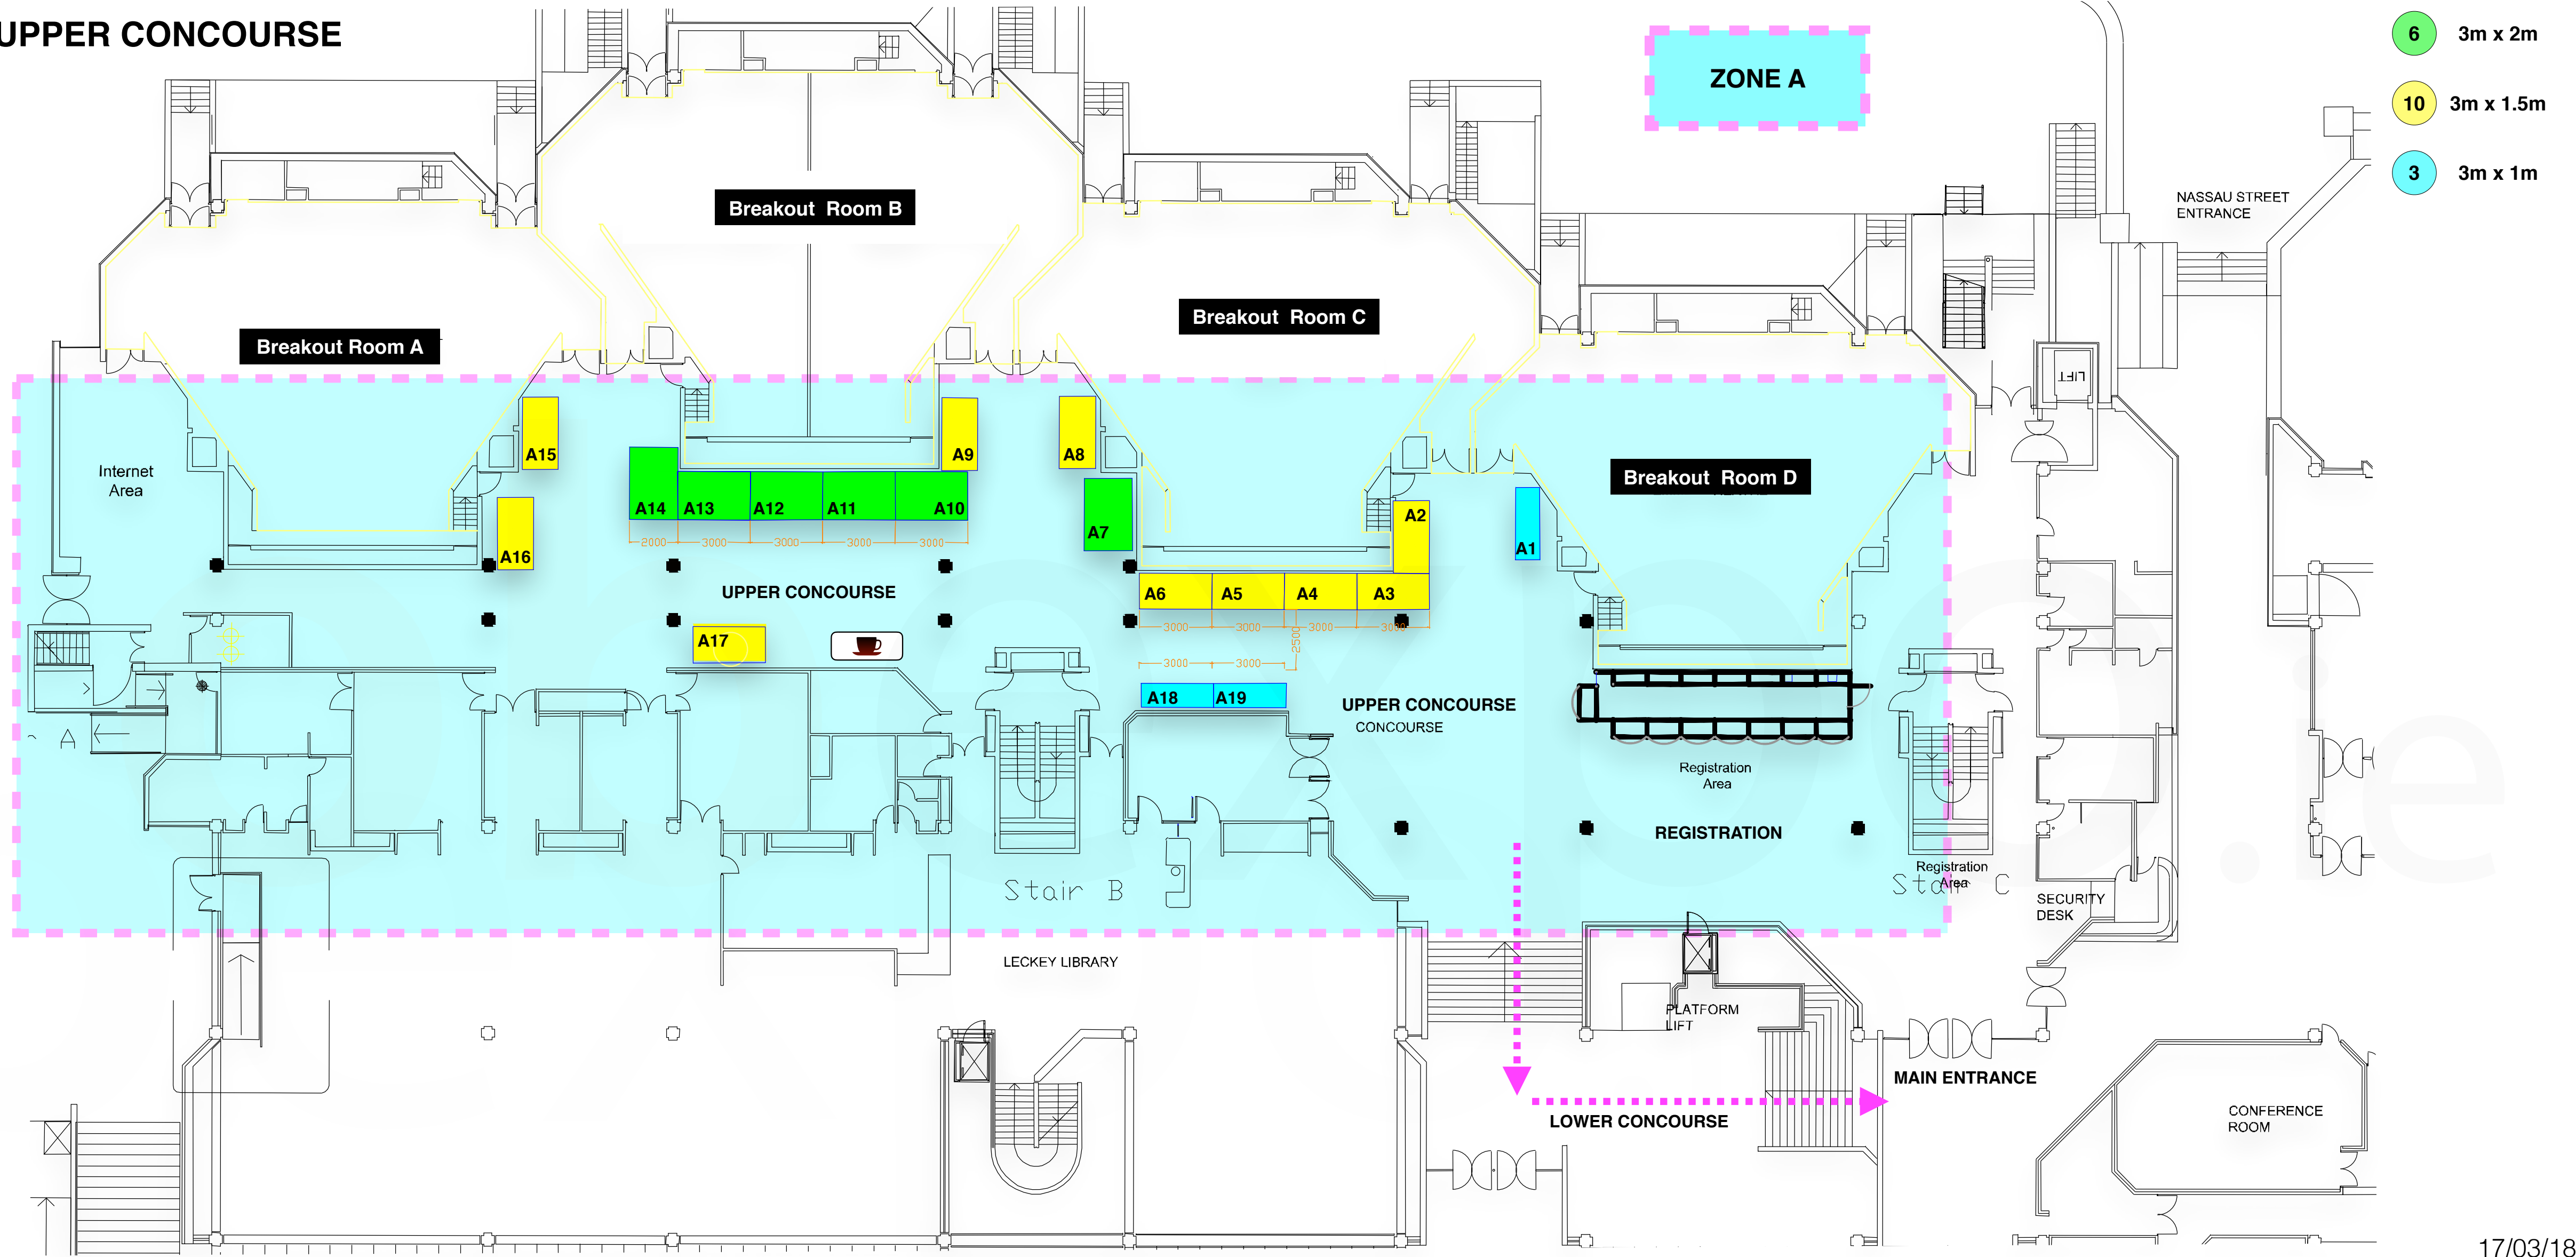 UPPER CONCOURSE
ZONE A
6 3m x 2m
10 3m x 1.5m
3 3m x 1m
NASSAU STREET
ENTRANCE
Breakout Room B
Breakout Room C
Breakout Room A
LIFT
Breakout Room D
Internet
Area
A15
A9
A8
A14
A13
A12
A11
A10
A7
A2
A1
A16
2000
3000
3000
3000
3000
UPPER CONCOURSE
A6
A5
A4
A3
3000
3000
3000
3000
2500
A17
3000
3000
A18
A19
UPPER CONCOURSE
CONCOURSE
A
Registration
Area
REGISTRATION
Stair B
Registration
Area
Stair C
SECURITY
DESK
LECKEY LIBRARY
PLATFORM
LIFT
MAIN ENTRANCE
LOWER CONCOURSE
CONFERENCE
ROOM
17/03/18